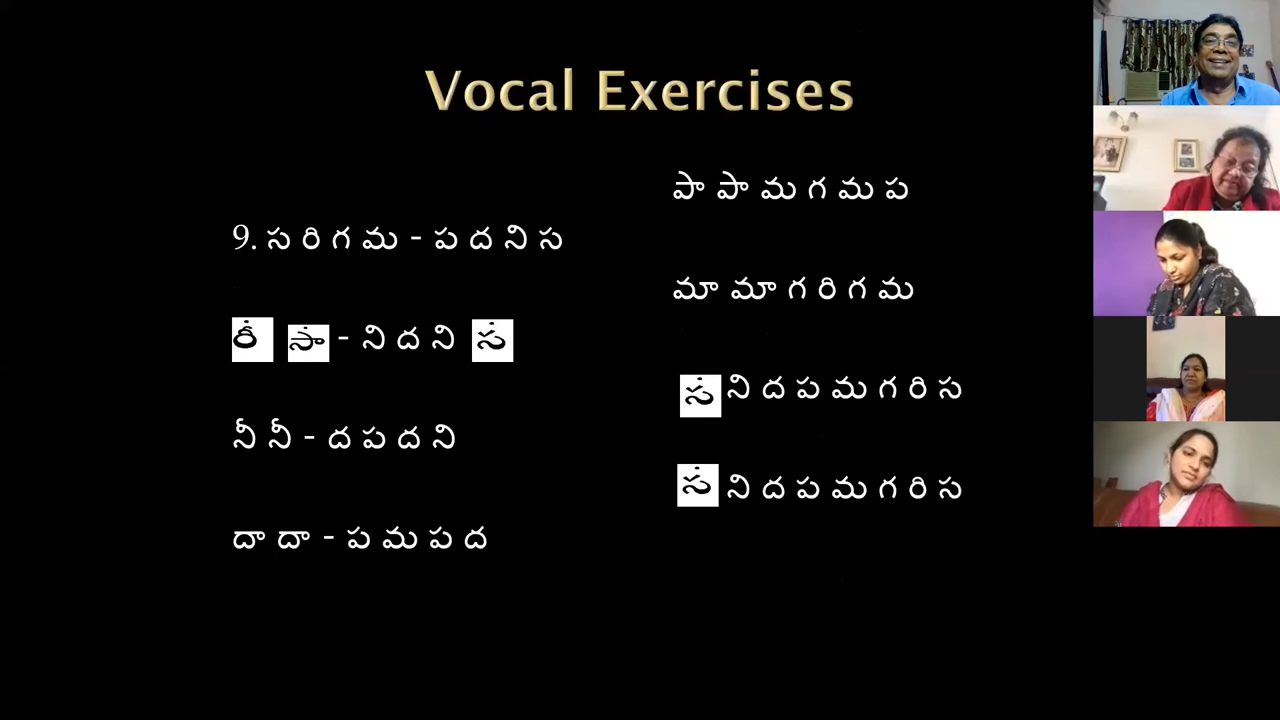 Vocal Exercises
9. స రి గ మ - ప ద ని స
రీం సాం - ని ద ని సం
నీ నీ - ద ప ద ని
దా దా - ప మ ప ద
పా పా మ గ మ ప
మా మా గ రి గ మ
సం ని ద ప మ గ రి స
సం ని ద ప మ గ రి స